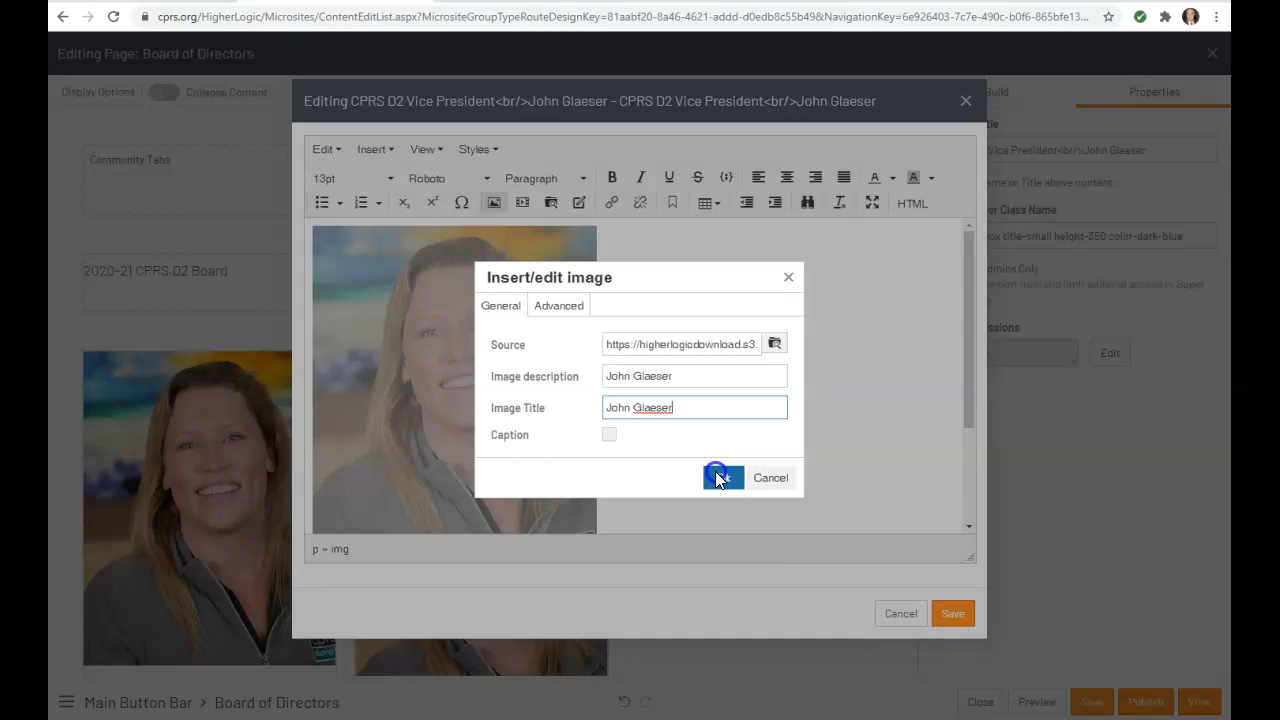 cprs.org/HigherLogic/Microsites/ContentEditList.aspx?MicrositeGroupTypeRouteDesignKey=81aabf20-8a46-4621-addd-d0edb8c55b49&NavigationKey=6e926403-7c7e-490c-b0f6-865bfe13...
Editing Page: Board of Directors
Display Options
Collapse Content
Build
Properties
Editing CPRS D2 Vice President<br/>John Glaeser - CPRS D2 Vice President<br/>John Glaeser
Community Tabs
2020-21 CPRS D2 Board
Edit
Insert
View
Styles
13pt
Roboto
Paragraph
HTML
Insert/edit image
General
Advanced
Source
https://higherlogicdownload.s3.
Image description
John Glaeser
Image Title
John Glaeser
Caption
Cancel
p » img
Cancel
Save
Vice President<br/>John Glaeser
Title above content
Class Name
title-small height-350 color-dark-blue
Edit
Main Button Bar > Board of Directors
Close
Preview
Save
Publish
View